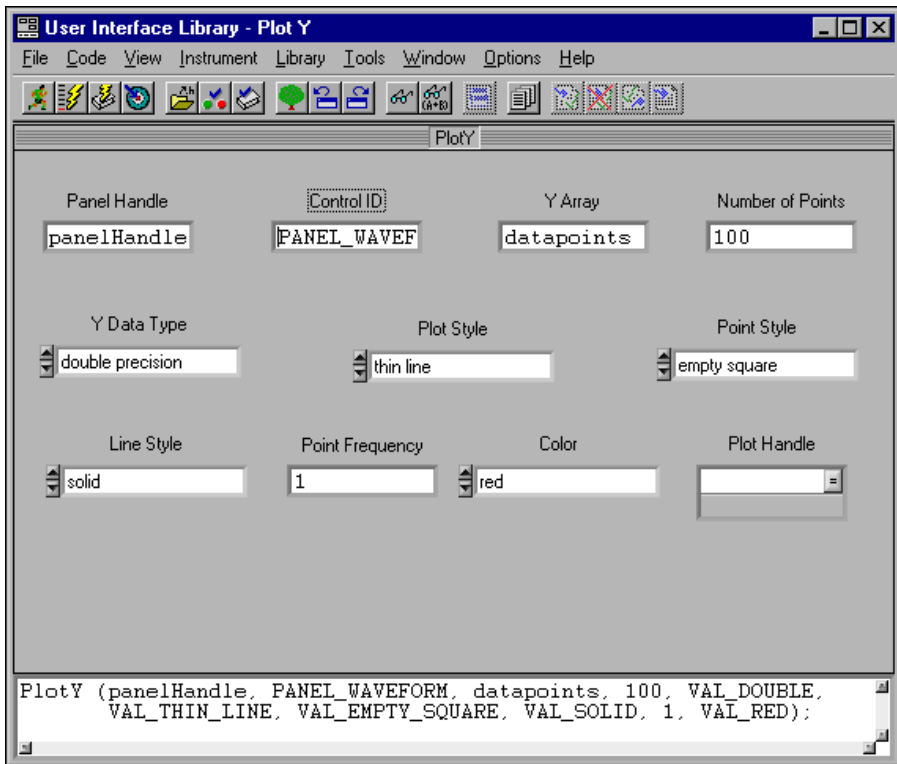 User Interface Library - Plot Y
File Code View Instrument Library Tools Window Options Help
PlotY
Panel Handle Control ID Y Array Number of Points
panelHandle PANEL_WAVEF datapoints 100
Y Data Type Plot Style Point Style
double precision thin line empty square
Line Style Point Frequency Color Plot Handle
solid 1 red =
PlotY (panelHandle, PANEL_WAVEFORM, datapoints, 100, VAL_DOUBLE,
VAL_THIN_LINE, VAL_EMPTY_SQUARE, VAL_SOLID, 1, VAL_RED);